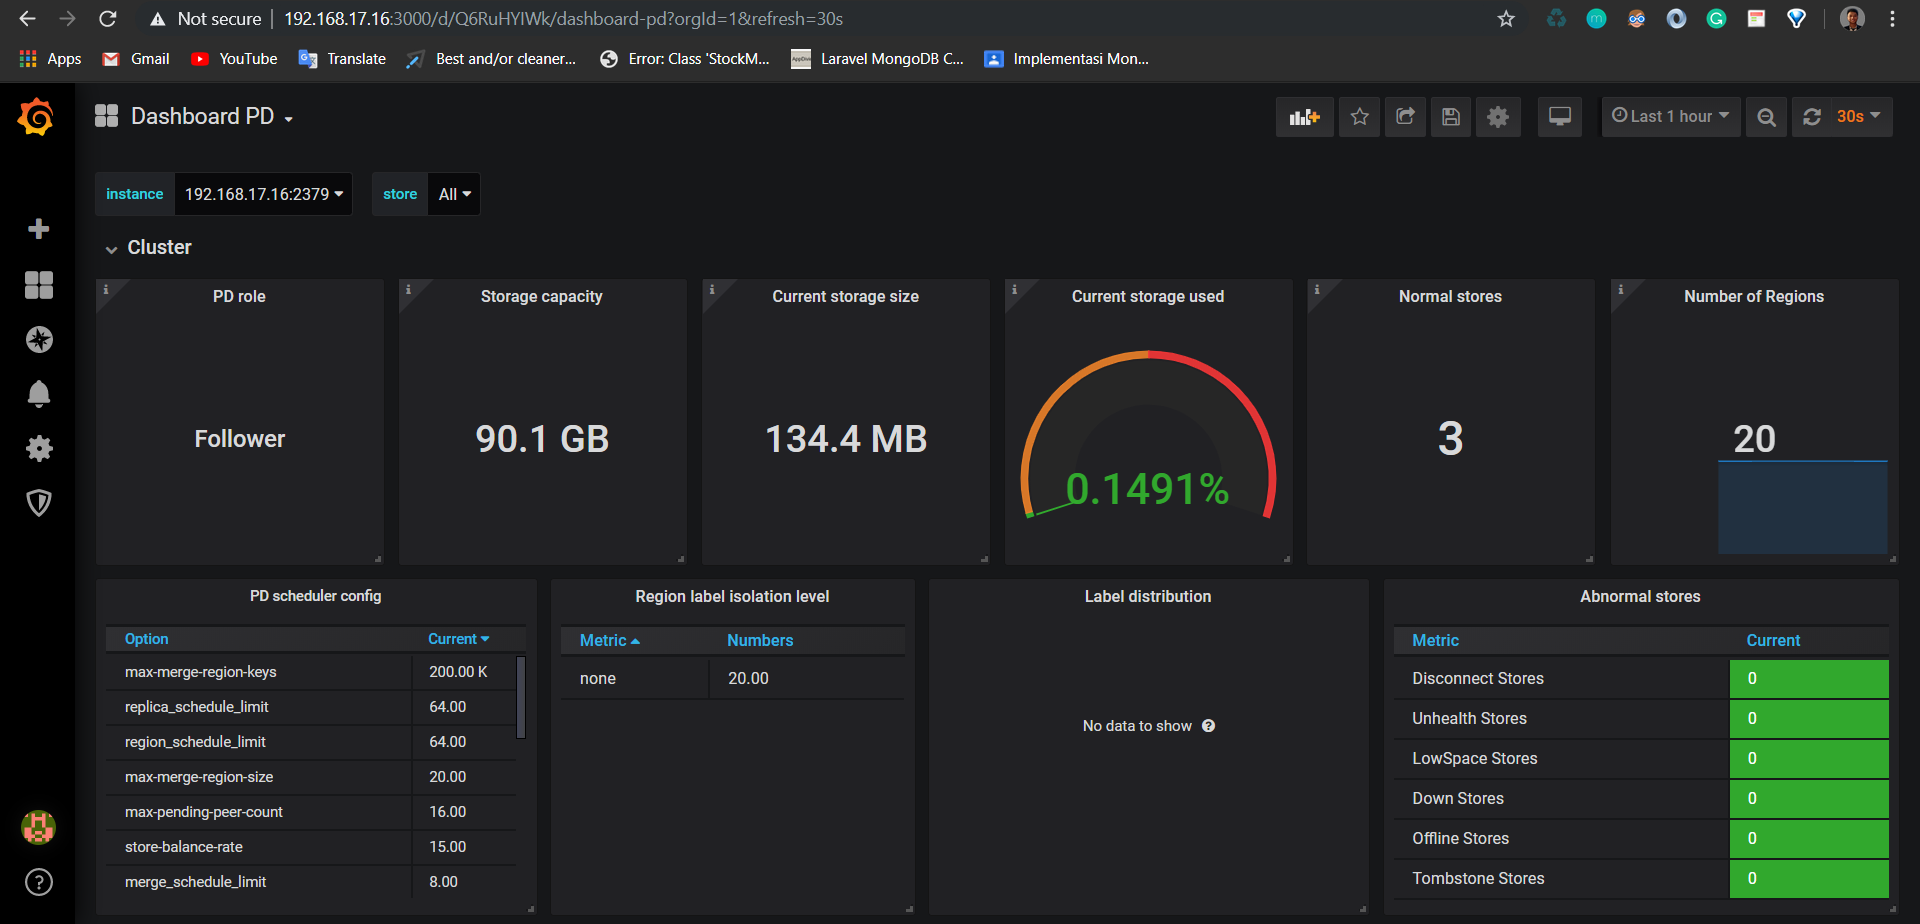 Not secure 192.168.17.16:3000/d/Q6RuHYIWk/dashboard-pd?orgId=1&refresh=30s
Apps Gmail YouTube Translate Best and/or cleaner... Error: Class 'StockM... Laravel MongoDB C... Implementasi Mon...
Dashboard PD
Last 1 hour 30s
instance 192.168.17.16:2379 store All
Cluster
PD role
Follower
Storage capacity
90.1 GB
Current storage size
134.4 MB
Current storage used
0.1491%
Normal stores
3
Number of Regions
20
PD scheduler config
Option Current
max-merge-region-keys 200.00 K
replica_schedule_limit 64.00
region_schedule_limit 64.00
max-merge-region-size 20.00
max-pending-peer-count 16.00
store-balance-rate 15.00
merge_schedule_limit 8.00
Region label isolation level
Metric Numbers
none 20.00
Label distribution
No data to show
Abnormal stores
Metric Current
Disconnect Stores 0
Unhealth Stores 0
LowSpace Stores 0
Down Stores 0
Offline Stores 0
Tombstone Stores 0